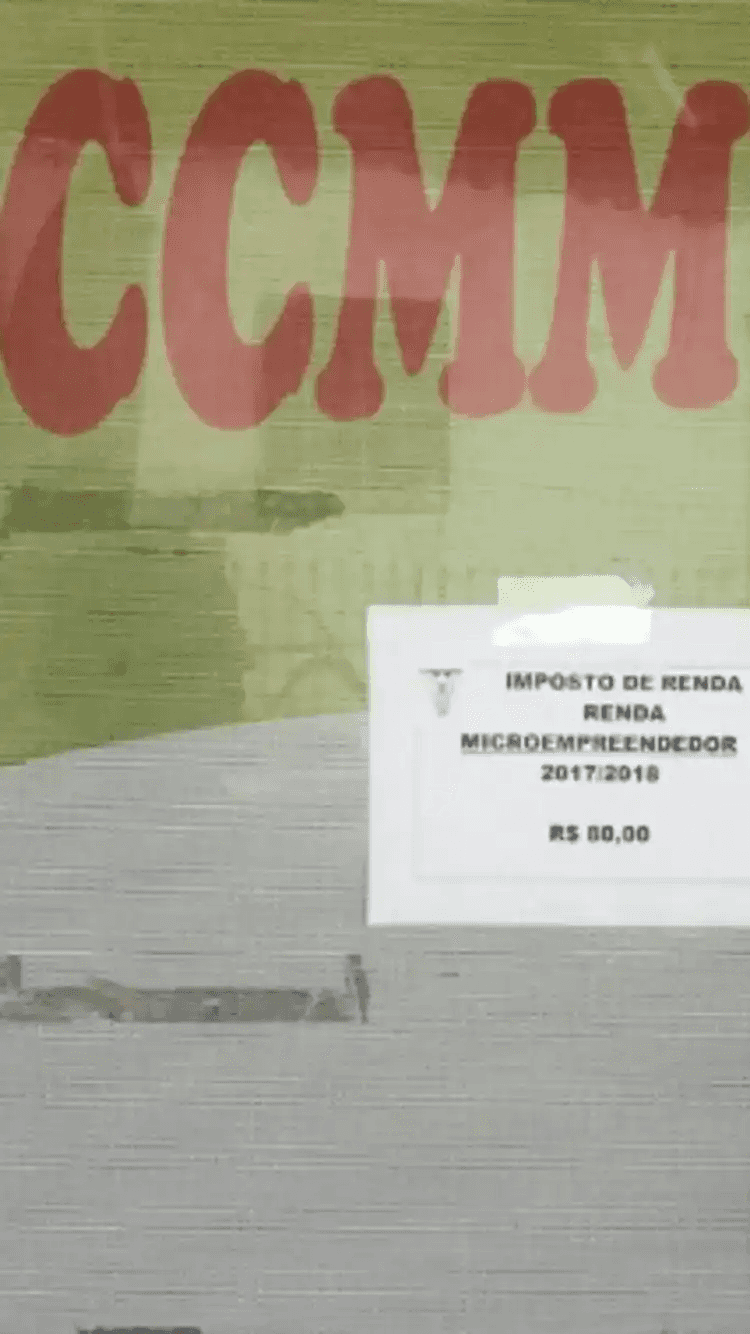 CCMM
IMPOSTO DE RENDA
RENDA
MICROEMPREENDEDOR
2017/2018
R$ 80,00